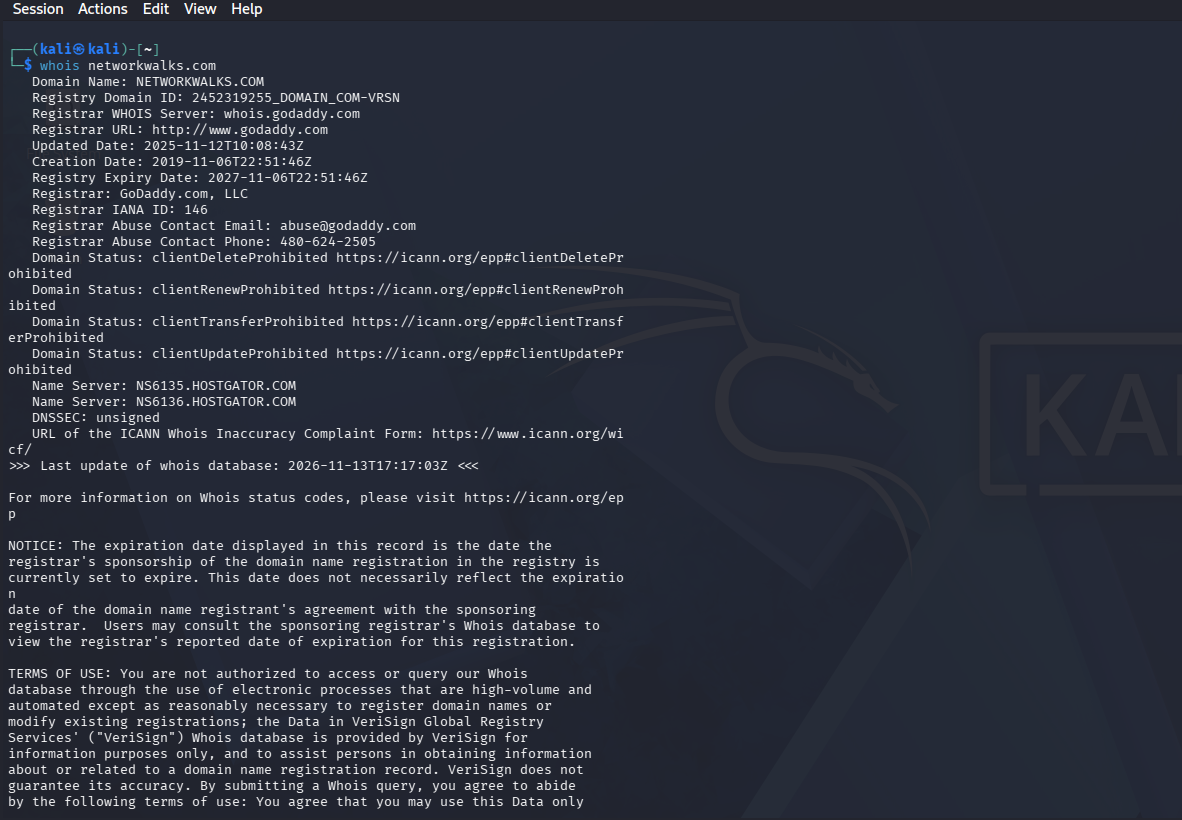 Session Actions Edit View Help
┌──(kali㉿kali)-[~]
└─$ whois networkwalks.com
Domain Name: NETWORKWALKS.COM
Registry Domain ID: 2452319255_DOMAIN_COM-VRSN
Registrar WHOIS Server: whois.godaddy.com
Registrar URL: http://www.godaddy.com
Updated Date: 2025-11-12T10:08:43Z
Creation Date: 2019-11-06T22:51:46Z
Registry Expiry Date: 2027-11-06T22:51:46Z
Registrar: GoDaddy.com, LLC
Registrar IANA ID: 146
Registrar Abuse Contact Email: abuse@godaddy.com
Registrar Abuse Contact Phone: 480-624-2505
Domain Status: clientDeleteProhibited https://icann.org/epp#clientDeletePr
ohibited
Domain Status: clientRenewProhibited https://icann.org/epp#clientRenewProh
ibited
Domain Status: clientTransferProhibited https://icann.org/epp#clientTransf
erProhibited
Domain Status: clientUpdateProhibited https://icann.org/epp#clientUpdatePr
ohibited
Name Server: NS6135.HOSTGATOR.COM
Name Server: NS6136.HOSTGATOR.COM
DNSSEC: unsigned
URL of the ICANN Whois Inaccuracy Complaint Form: https://www.icann.org/wi
cf/
>>> Last update of whois database: 2026-11-13T17:17:03Z <<<
For more information on Whois status codes, please visit https://icann.org/ep
p
NOTICE: The expiration date displayed in this record is the date the
registrar's sponsorship of the domain name registration in the registry is
currently set to expire. This date does not necessarily reflect the expiratio
n
date of the domain name registrant's agreement with the sponsoring
registrar.  Users may consult the sponsoring registrar's Whois database to
view the registrar's reported date of expiration for this registration.
TERMS OF USE: You are not authorized to access or query our Whois
database through the use of electronic processes that are high-volume and
automated except as reasonably necessary to register domain names or
modify existing registrations; the Data in VeriSign Global Registry
Services' ("VeriSign") Whois database is provided by VeriSign for
information purposes only, and to assist persons in obtaining information
about or related to a domain name registration record. VeriSign does not
guarantee its accuracy. By submitting a Whois query, you agree to abide
by the following terms of use: You agree that you may use this Data only
KA